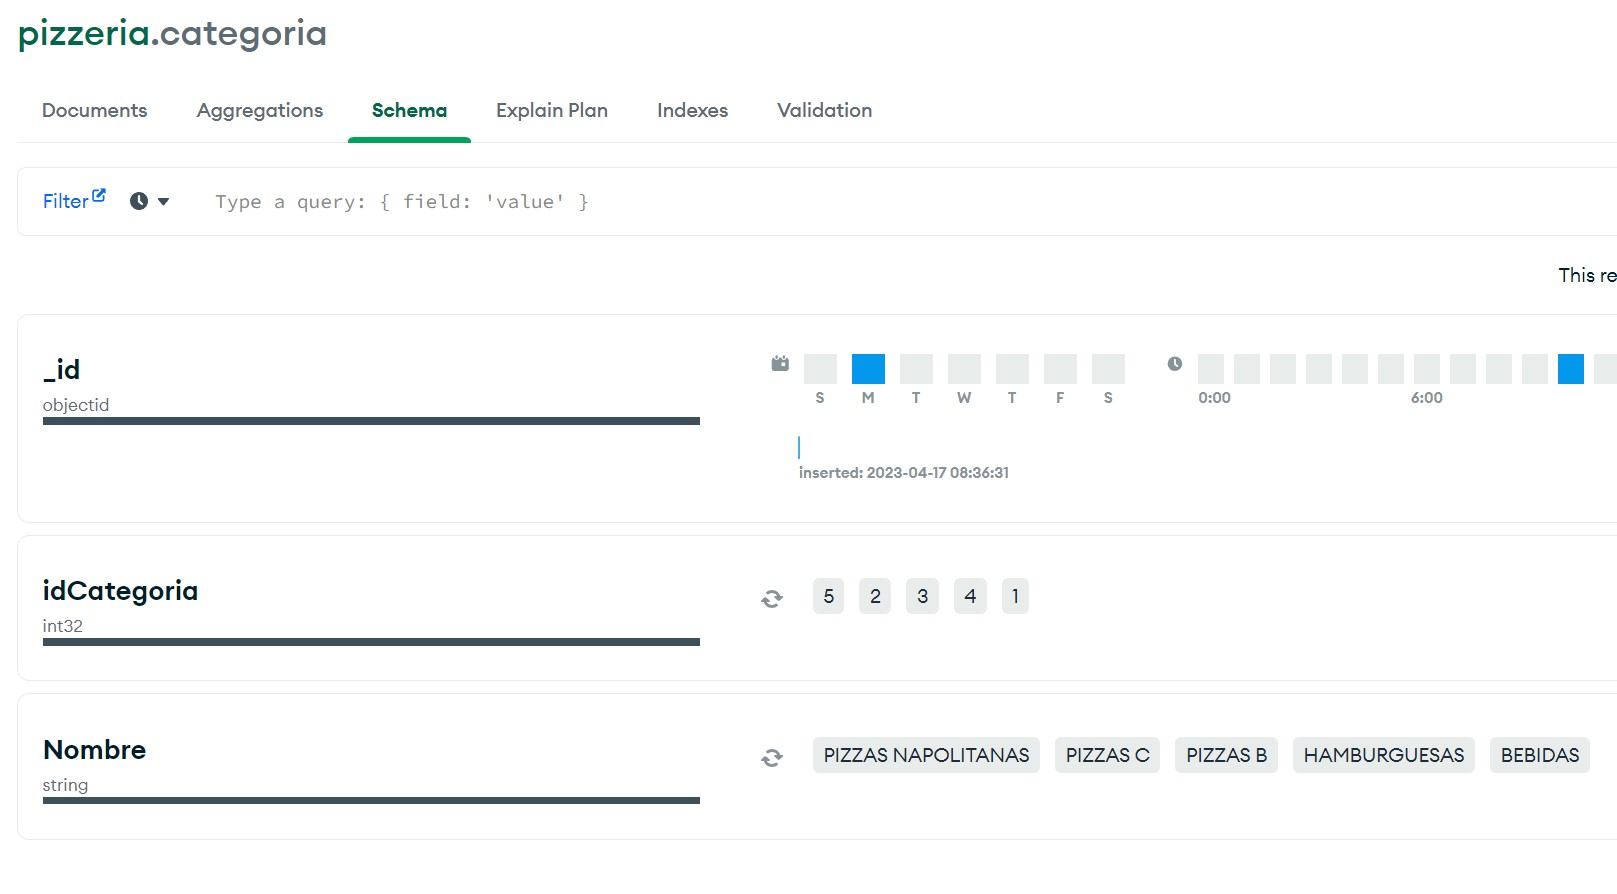 pizzeria.categoria
Documents Aggregations Schema Explain Plan Indexes Validation
Filter Type a query: { field: 'value' }
This re
_id
objectid
S M T W T F S
0:00 6:00
inserted: 2023-04-17 08:36:31
idCategoria
int32
5 2 3 4 1
Nombre
string
PIZZAS NAPOLITANAS PIZZAS C PIZZAS B HAMBURGUESAS BEBIDAS